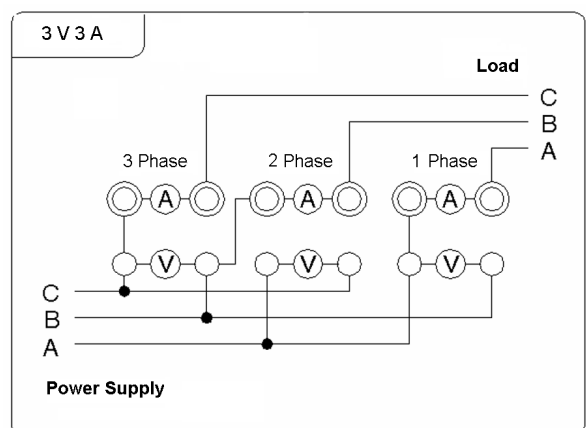 3 V 3 A
Load
C
B
A
3 Phase 2 Phase 1 Phase
A A A
V V V
C
B
A
Power Supply